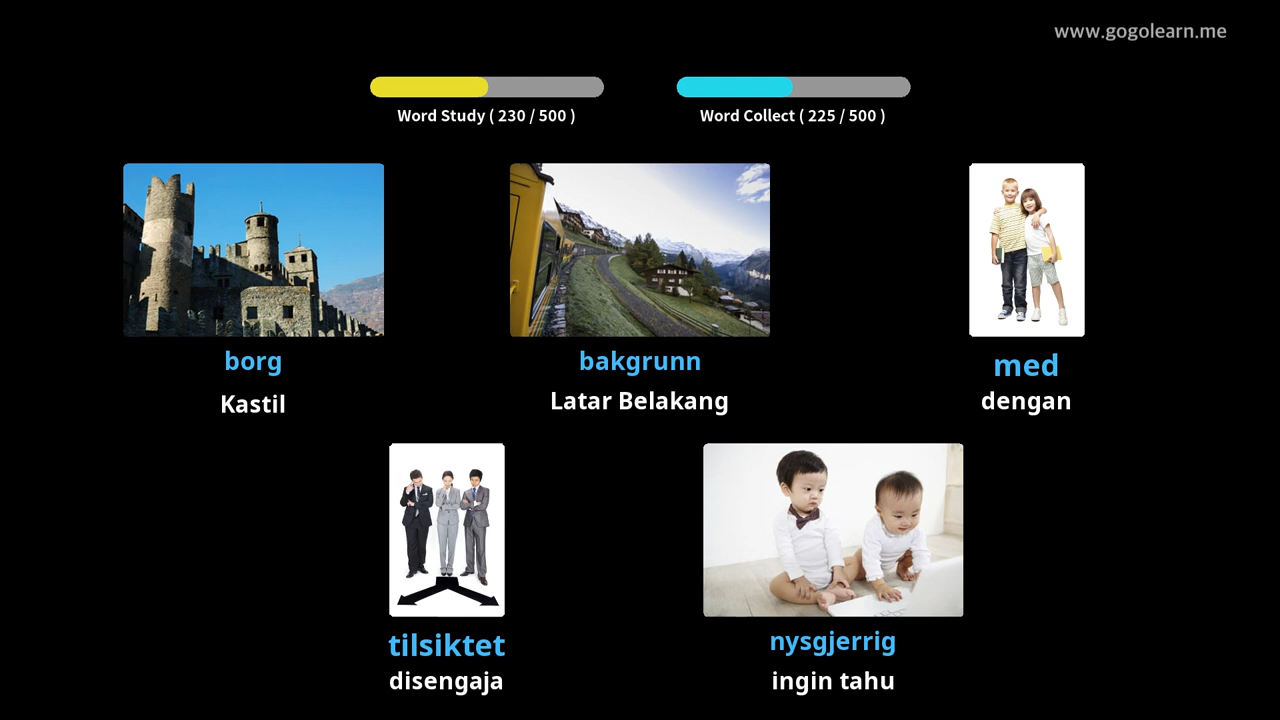 www.gogolearn.me
Word Study ( 230 / 500 )
Word Collect ( 225 / 500 )
borg
Kastil
bakgrunn
Latar Belakang
med
dengan
tilsiktet
disengaja
nysgjerrig
ingin tahu